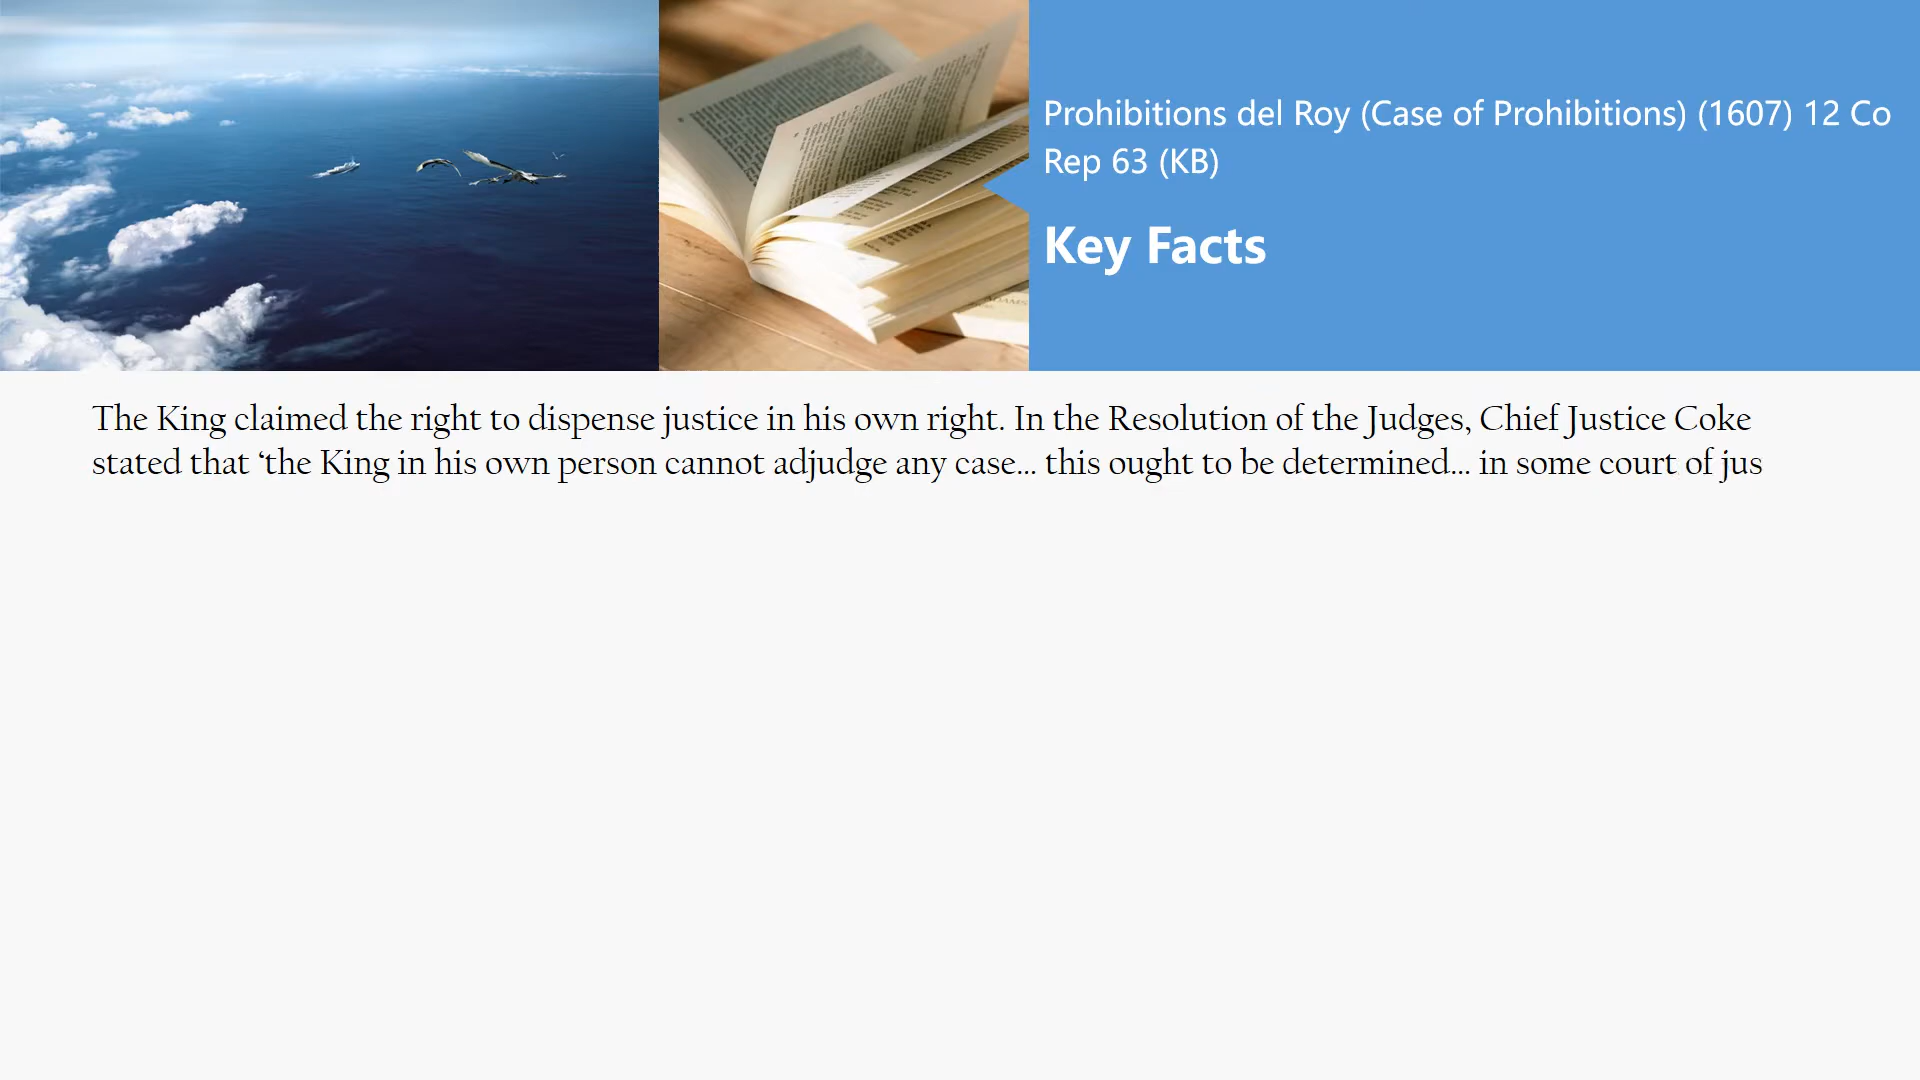 Prohibitions del Roy (Case of Prohibitions) (1607) 12 Co
Rep 63 (KB)
Key Facts
The King claimed the right to dispense justice in his own right. In the Resolution of the Judges, Chief Justice Coke
stated that ‘the King in his own person cannot adjudge any case... this ought to be determined... in some court of jus